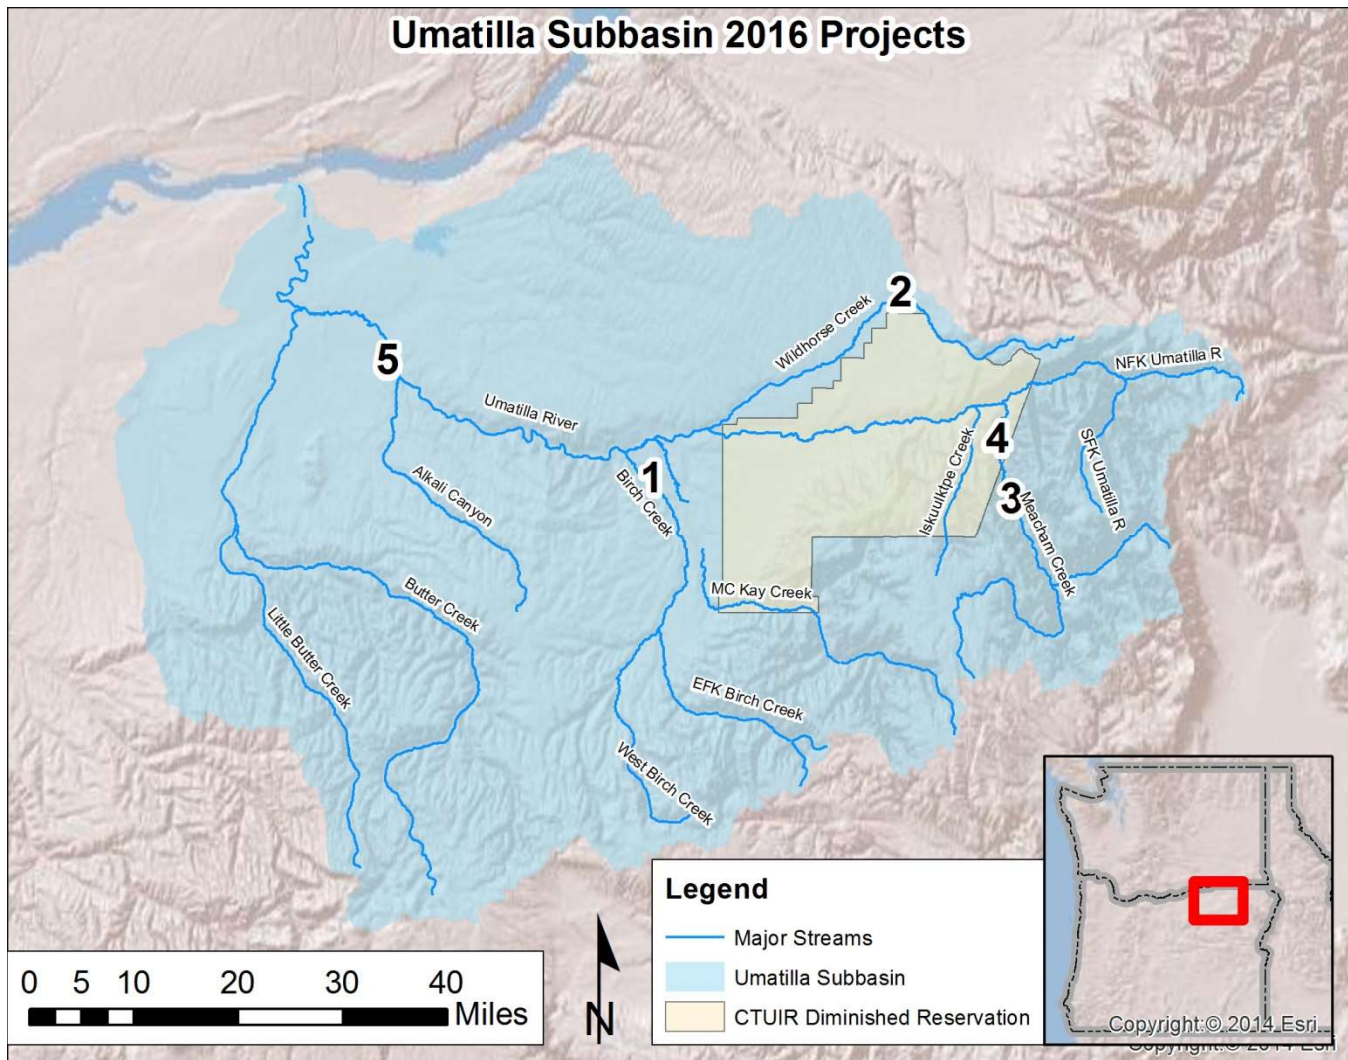 Umatilla Subbasin 2016 Projects
2
Wildhorse Creek
NFK Umatilla R
5
Umatilla River
4
SFK Umatilla R
Iskuulktpe Creek
1
Birch Creek
3
Meacham Creek
Alkali Canyon
MC Kay Creek
Butter Creek
Little Butter Creek
EFK Birch Creek
West Birch Creek
Legend
Major Streams
Umatilla Subbasin
CTUIR Diminished Reservation
0 5 10 20 30 40
Miles
N
Copyright:© 2014 Esri
Copyright:© 2014 Esri